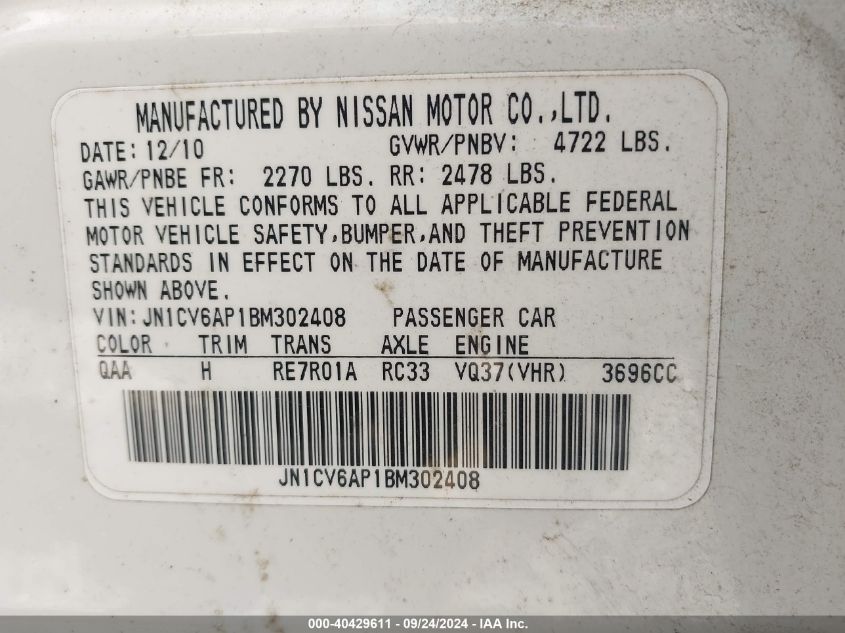 MANUFACTURED BY NISSAN MOTOR CO.,LTD.
DATE: 12/10 GVWR/PNBV: 4722 LBS.
GAWR/PNBE FR: 2270 LBS. RR: 2478 LBS.
THIS VEHICLE CONFORMS TO ALL APPLICABLE FEDERAL
MOTOR VEHICLE SAFETY,BUMPER,AND THEFT PREVENTION
STANDARDS IN EFFECT ON THE DATE OF MANUFACTURE
SHOWN ABOVE.
VIN: JN1CV6AP1BM302408 PASSENGER CAR
COLOR TRIM TRANS AXLE ENGINE
QAA H RE7R01A RC33 VQ37(VHR) 3696CC
JN1CV6AP1BM302408
000-40429611 - 09/24/2024 - IAA Inc.